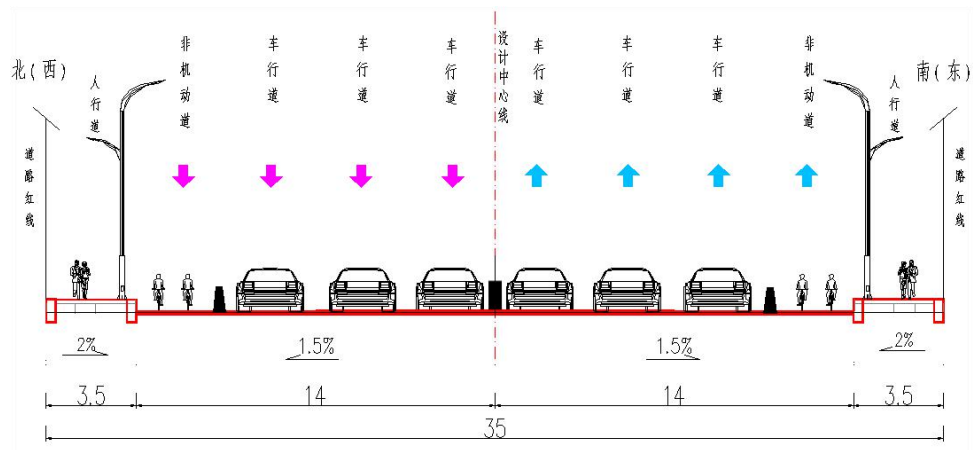 北(西)
道路红线
人行道
非机动道
车行道
车行道
车行道
设计中心线
车行道
车行道
车行道
非机动道
人行道
南(东)
道路红线
2%
1.5%
1.5%
2%
3.5
14
14
3.5
35